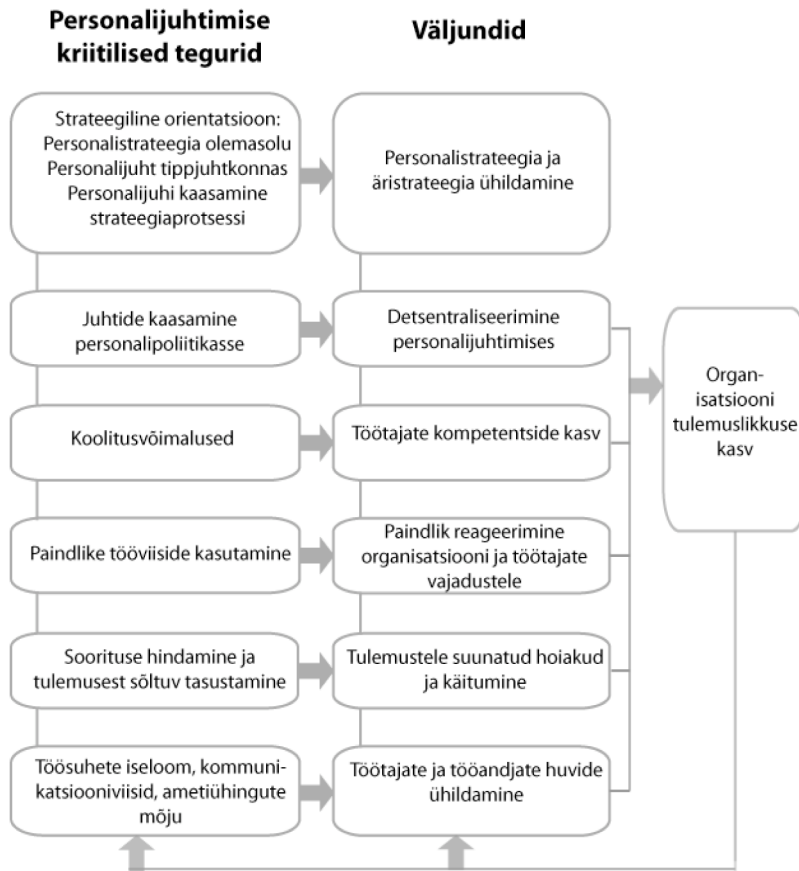 Personalijuhtimise
kriitilised tegurid
Väljundid
Strateegiline orientatsioon:
Personalistrateegia olemasolu
Personalijuht tippjuhtkonnas
Personalijuhi kaasamine
strateegiaprotsessi
Personalistrateegia ja
äristrateegia ühildamine
Juhtide kaasamine
personalipoliitikasse
Detsentraliseerimine
personalijuhtimises
Koolitusvõimalused
Töötajate kompetentside kasv
Paindlike tööviiside kasutamine
Paindlik reageerimine
organisatsiooni ja töötajate
vajadustele
Soorituse hindamine ja
tulemusest sõltuv tasustamine
Tulemustele suunatud hoiakud
ja käitumine
Töösuhete iseloom, kommuni-
katsiooniviisid, ametiühingute
mõju
Töötajate ja tööandjate huvide
ühildamine
Organ-
isatsiooni
tulemuslikkuse
kasv